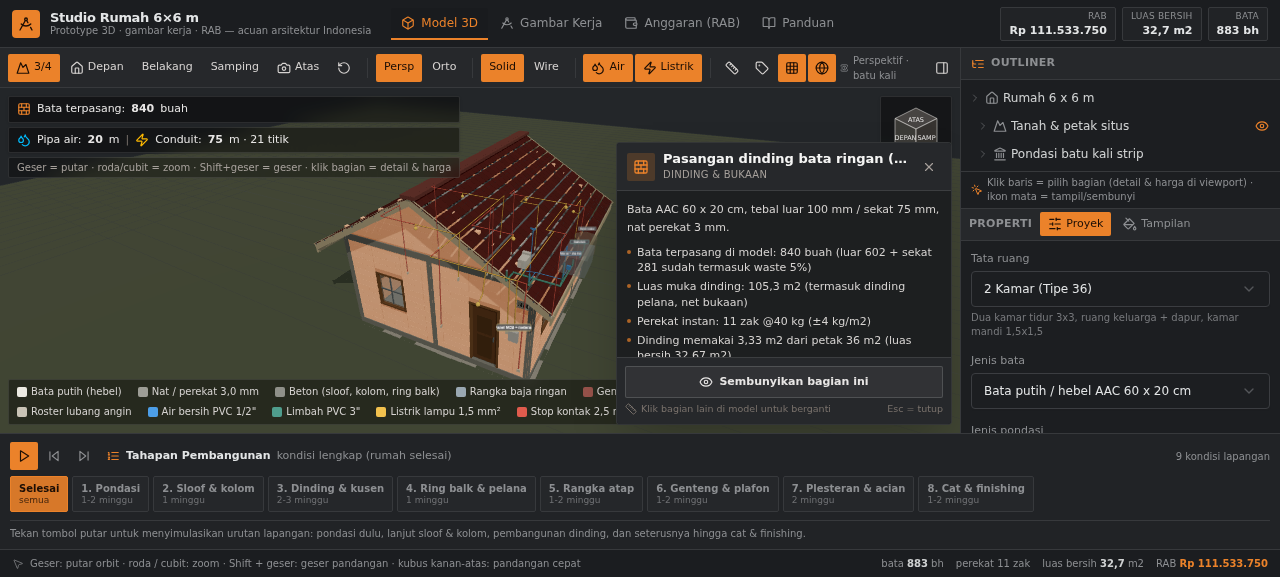 Studio Rumah 6×6 m
Prototype 3D · gambar kerja · RAB — acuan arsitektur Indonesia
Model 3D
Gambar Kerja
Anggaran (RAB)
Panduan
RAB
Rp 111.533.750
LUAS BERSIH
32,7 m2
BATA
883 bh
3/4
Depan
Belakang
Samping
Atas
Persp
Orto
Solid
Wire
Air
Listrik
Perspektif ·
batu kali
OUTLINER
Rumah 6 x 6 m
Tanah & petak situs
Pondasi batu kali strip
Klik baris = pilih bagian (detail & harga di viewport) ·
ikon mata = tampil/sembunyi
PROPERTI
Proyek
Tampilan
Tata ruang
2 Kamar (Tipe 36)
Dua kamar tidur 3x3, ruang keluarga + dapur, kamar
mandi 1,5x1,5
Jenis bata
Bata putih / hebel AAC 60 x 20 cm
Jenis pondasi
Bata terpasang: 840 buah
Pipa air: 20 m | Conduit: 75 m · 21 titik
Geser = putar · roda/cubit = zoom · Shift+geser = geser · klik bagian = detail & harga
ATAS
DEPAN SAMP
Pasangan dinding bata ringan (…
DINDING & BUKAAN
Bata AAC 60 x 20 cm, tebal luar 100 mm / sekat 75 mm,
nat perekat 3 mm.
Bata terpasang di model: 840 buah (luar 602 + sekat
281 sudah termasuk waste 5%)
Luas muka dinding: 105,3 m2 (termasuk dinding
pelana, net bukaan)
Perekat instan: 11 zak @40 kg (±4 kg/m2)
Dinding memakai 3,33 m2 dari petak 36 m2 (luas
bersih 32,67 m2)
Sembunyikan bagian ini
Klik bagian lain di model untuk berganti
Esc = tutup
Bata putih (hebel)
Nat / perekat 3,0 mm
Beton (sloof, kolom, ring balk)
Rangka baja ringan
Gen
Roster lubang angin
Air bersih PVC 1/2"
Limbah PVC 3"
Listrik lampu 1,5 mm²
Stop kontak 2,5 r
Tahapan Pembangunan kondisi lengkap (rumah selesai)
9 kondisi lapangan
Selesai
semua
1. Pondasi
1-2 minggu
2. Sloof & kolom
1 minggu
3. Dinding & kusen
2-3 minggu
4. Ring balk & pelana
1 minggu
5. Rangka atap
1-2 minggu
6. Genteng & plafon
1-2 minggu
7. Plesteran & acian
2 minggu
8. Cat & finishing
1-2 minggu
Tekan tombol putar untuk menyimulasikan urutan lapangan: pondasi dulu, lanjut sloof & kolom, pembangunan dinding, dan seterusnya hingga cat & finishing.
Geser: putar orbit · roda / cubit: zoom · Shift + geser: geser pandangan · kubus kanan-atas: pandangan cepat
bata 883 bh
perekat 11 zak
luas bersih 32,7 m2
RAB Rp 111.533.750